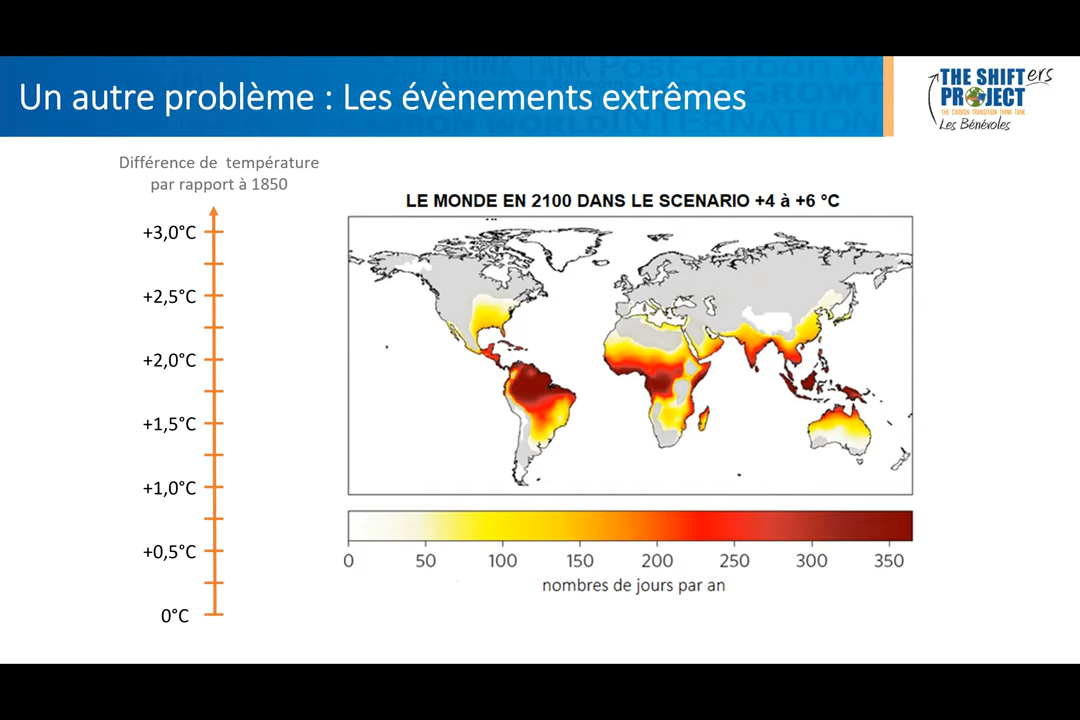 Un autre problème : Les évènements extrêmes
THE SHIFTers
PROJECT
THE CARBON TRANSITION THINK TANK
Les Bénévoles
Différence de température
par rapport à 1850
LE MONDE EN 2100 DANS LE SCENARIO +4 à +6 °C
+3,0°C
+2,5°C
+2,0°C
+1,5°C
+1,0°C
+0,5°C
0°C
0 50 100 150 200 250 300 350
nombres de jours par an